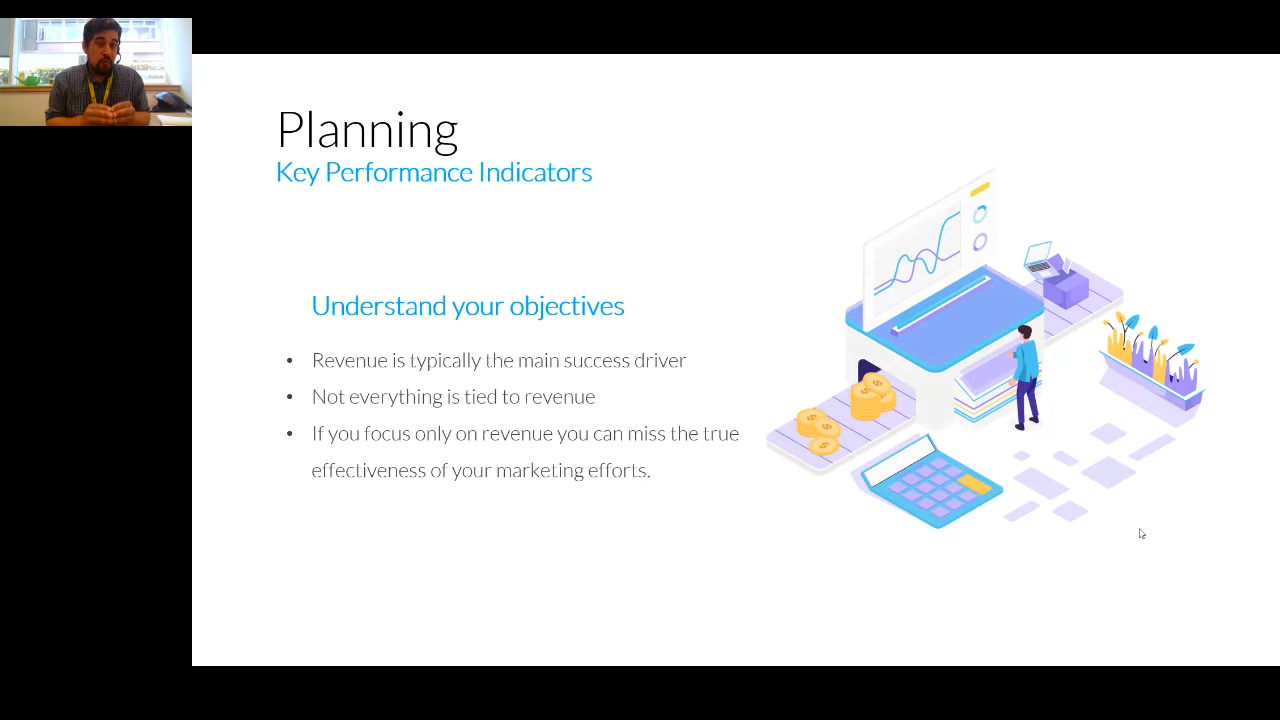 Planning
Key Performance Indicators
Understand your objectives
• Revenue is typically the main success driver
• Not everything is tied to revenue
• If you focus only on revenue you can miss the true
effectiveness of your marketing efforts.